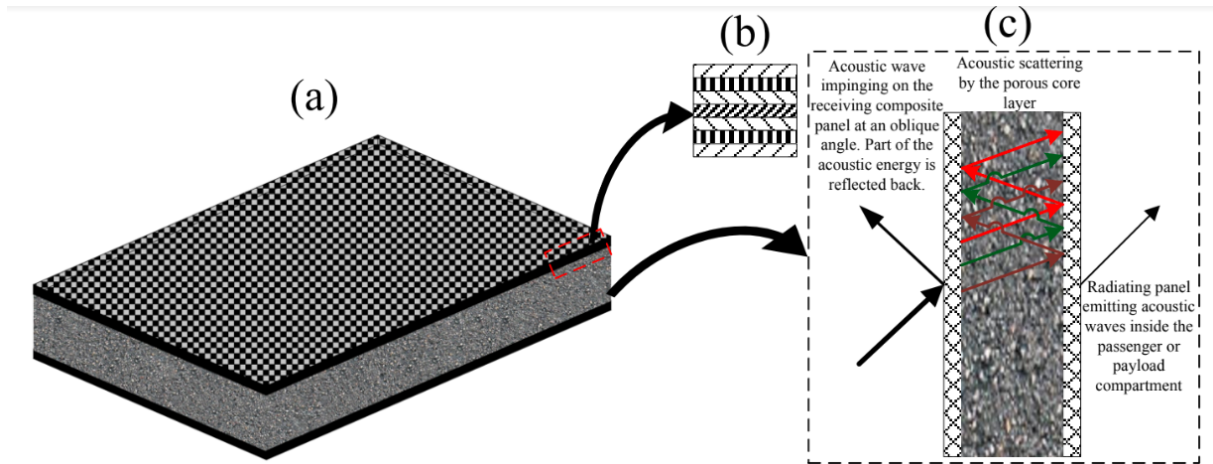 (a)
(b)
(c)
Acoustic wave
impinging on the
receiving composite
panel at an oblique
angle. Part of the
acoustic energy is
reflected back.
Acoustic scattering
by the porous core
layer
Radiating panel
emitting acoustic
waves inside the
passenger or
payload
compartment